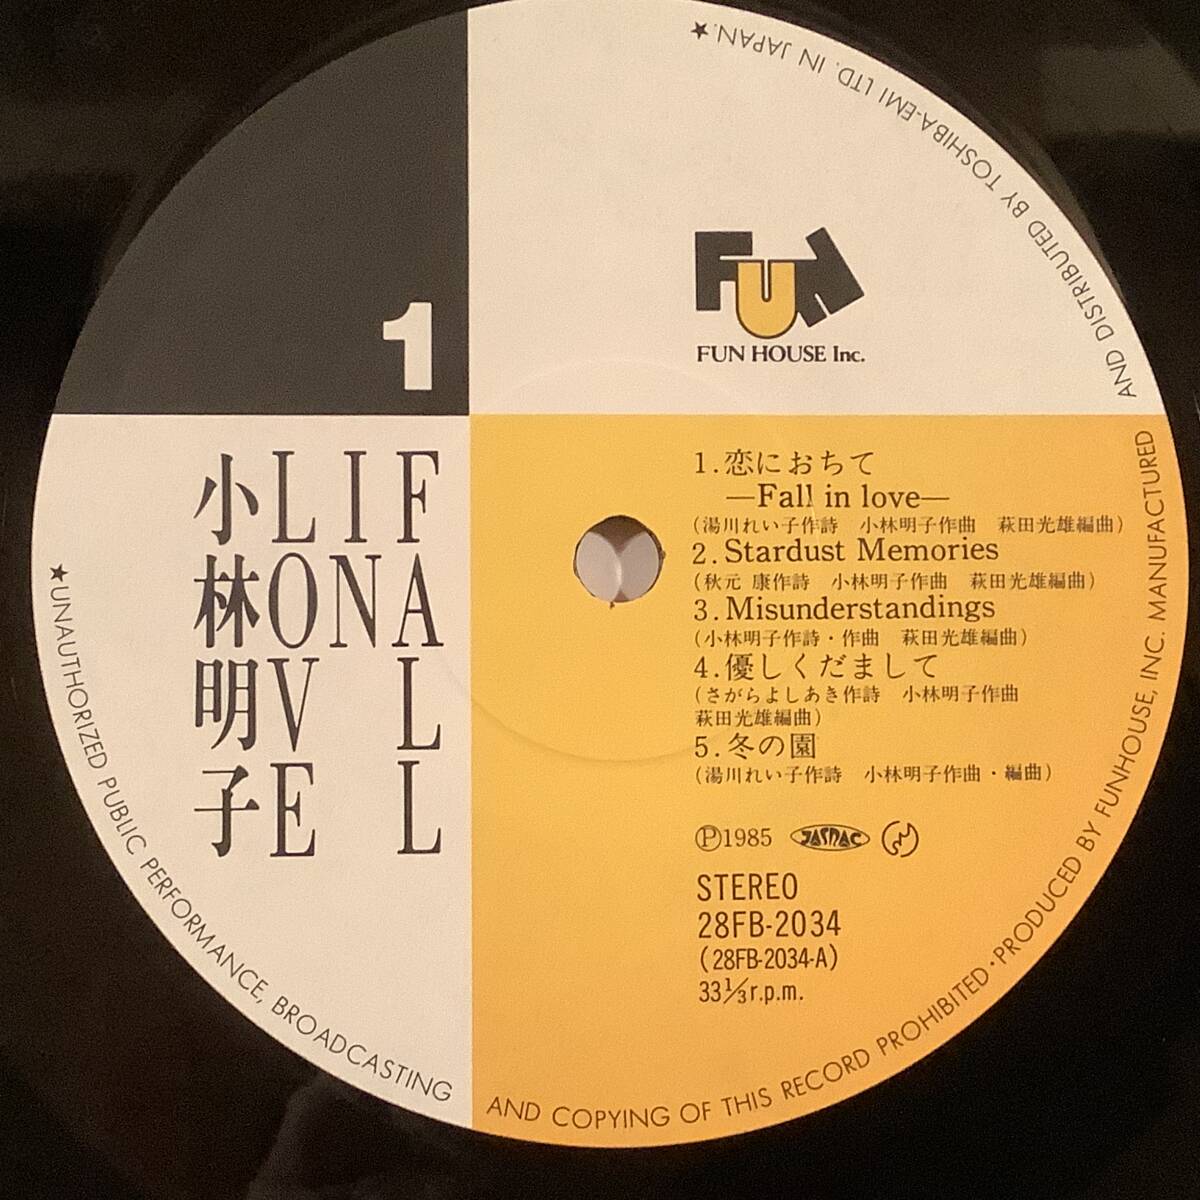 1
FUN
FUN HOUSE Inc.
FALL
IN
LOVE
小林明子
1.恋におちて
—Fall in love—
(湯川れい子作詩 小林明子作曲 萩田光雄編曲)
2.Stardust Memories
(秋元 康作詩 小林明子作曲 萩田光雄編曲)
3.Misunderstandings
(小林明子作詩・作曲 萩田光雄編曲)
4.優しくだまして
(さがらよしあき作詩 小林明子作曲
萩田光雄編曲)
5.冬の園
(湯川れい子作詩 小林明子作曲・編曲)
Ⓟ1985 JASRAC
STEREO
28FB-2034
(28FB-2034-A)
33⅓r.p.m.
★UNAUTHORIZED PUBLIC PERFORMANCE, BROADCASTING AND COPYING OF THIS RECORD PROHIBITED・PRODUCED BY FUNHOUSE, INC. MANUFACTURED AND DISTRIBUTED BY TOSHIBA-EMI LTD. IN JAPAN.★